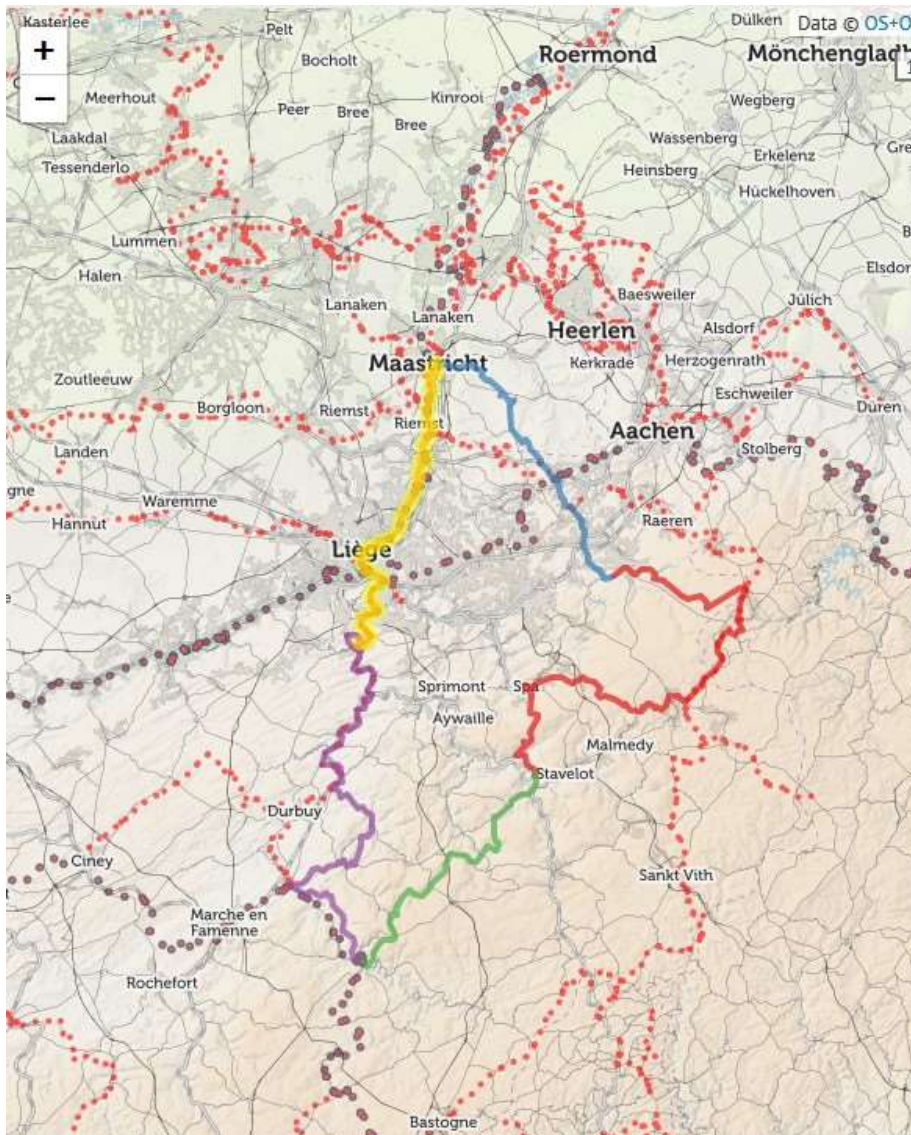 Kasterlee
Pelt
Dülken
Data © OS+O
+
−
Bocholt
Roermond
Mönchengladb
1
Meerhout
Peer
Bree
Kinrooi
Bree
Wegberg
Laakdal
Wassenberg
Tessenderlo
Erkelenz
Gre
Heinsberg
Hückelhoven
Lummen
B
Halen
Elsdor
Baesweiler
Jülich
Lanaken
Lanaken
Heerlen
Alsdorf
Maastricht
Kerkrade
Herzogenrath
Zoutleeuw
Eschweiler
Borgloon
Riemst
Düren
Riemst
Aachen
Landen
Stolberg
gne
Waremme
Hannut
Raeren
Liège
Sprimont
Spa
Aywaille
Malmedy
Stavelot
Durbuy
Ciney
Sankt Vith
t
Marche en
Famenne
Rochefort
Bastogne